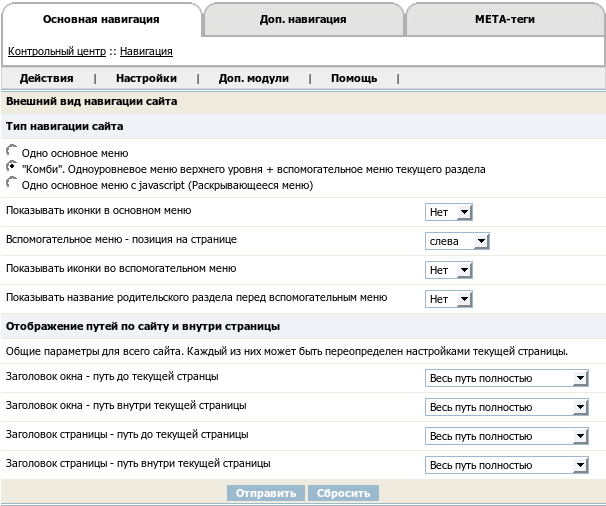 Основная навигация Доп. навигация META-теги
Контрольный центр :: Навигация
Действия | Настройки | Доп. модули | Помощь |
Внешний вид навигации сайта
Тип навигации сайта
Одно основное меню
"Комби". Одноуровневое меню верхнего уровня + вспомогательное меню текущего раздела
Одно основное меню с javascript (Раскрывающееся меню)
Показывать иконки в основном меню Нет
Вспомогательное меню - позиция на странице слева
Показывать иконки во вспомогательном меню Нет
Показывать название родительского раздела перед вспомогательным меню Нет
Отображение путей по сайту и внутри страницы
Общие параметры для всего сайта. Каждый из них может быть переопределен настройками текущей страницы.
Заголовок окна - путь до текущей странцы Весь путь полностью
Заголовок окна - путь внутри текущей страницы Весь путь полностью
Заголовок страницы - путь до текущей страницы Весь путь полностью
Заголовок страницы - путь внутри текущей страницы Весь путь полностью
Отправить Сбросить